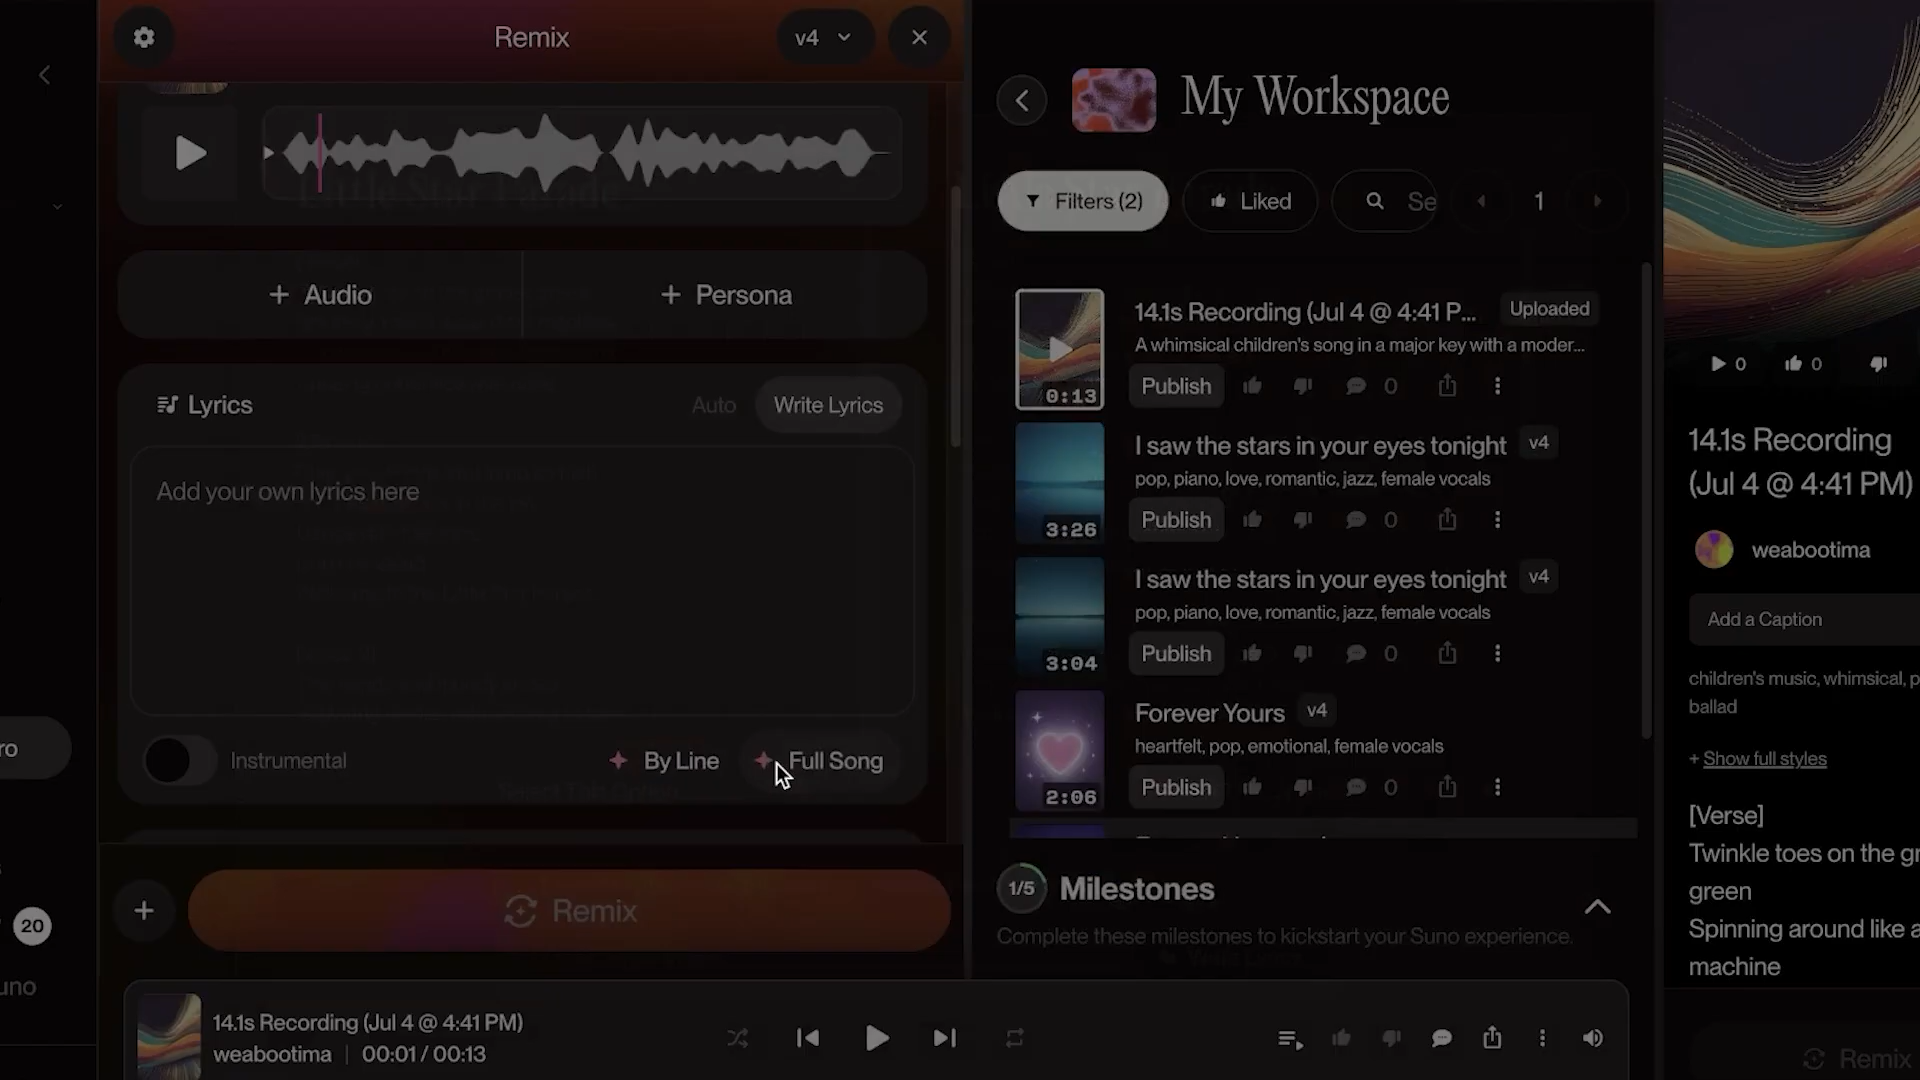 Remix
v4
+ Audio
+ Persona
Lyrics
Auto
Write Lyrics
Add your own lyrics here
Instrumental
By Line
Full Song
Remix
ro
20
uno
My Workspace
Filters (2)
Liked
Se
1
14.1s Recording (Jul 4 @ 4:41 P...
Uploaded
A whimsical children's song in a major key with a moder...
0:13
Publish
0
I saw the stars in your eyes tonight
v4
pop, piano, love, romantic, jazz, female vocals
3:26
Publish
0
I saw the stars in your eyes tonight
v4
pop, piano, love, romantic, jazz, female vocals
3:04
Publish
0
Forever Yours
v4
heartfelt, pop, emotional, female vocals
2:06
Publish
0
1/5
Milestones
Complete these milestones to kickstart your Suno experience.
0
0
14.1s Recording
(Jul 4 @ 4:41 PM)
weabootima
Add a Caption
children's music, whimsical, p
ballad
+ Show full styles
[Verse]
Twinkle toes on the gr
green
Spinning around like a
machine
Remix
14.1s Recording (Jul 4 @ 4:41 PM)
weabootima | 00:01 / 00:13